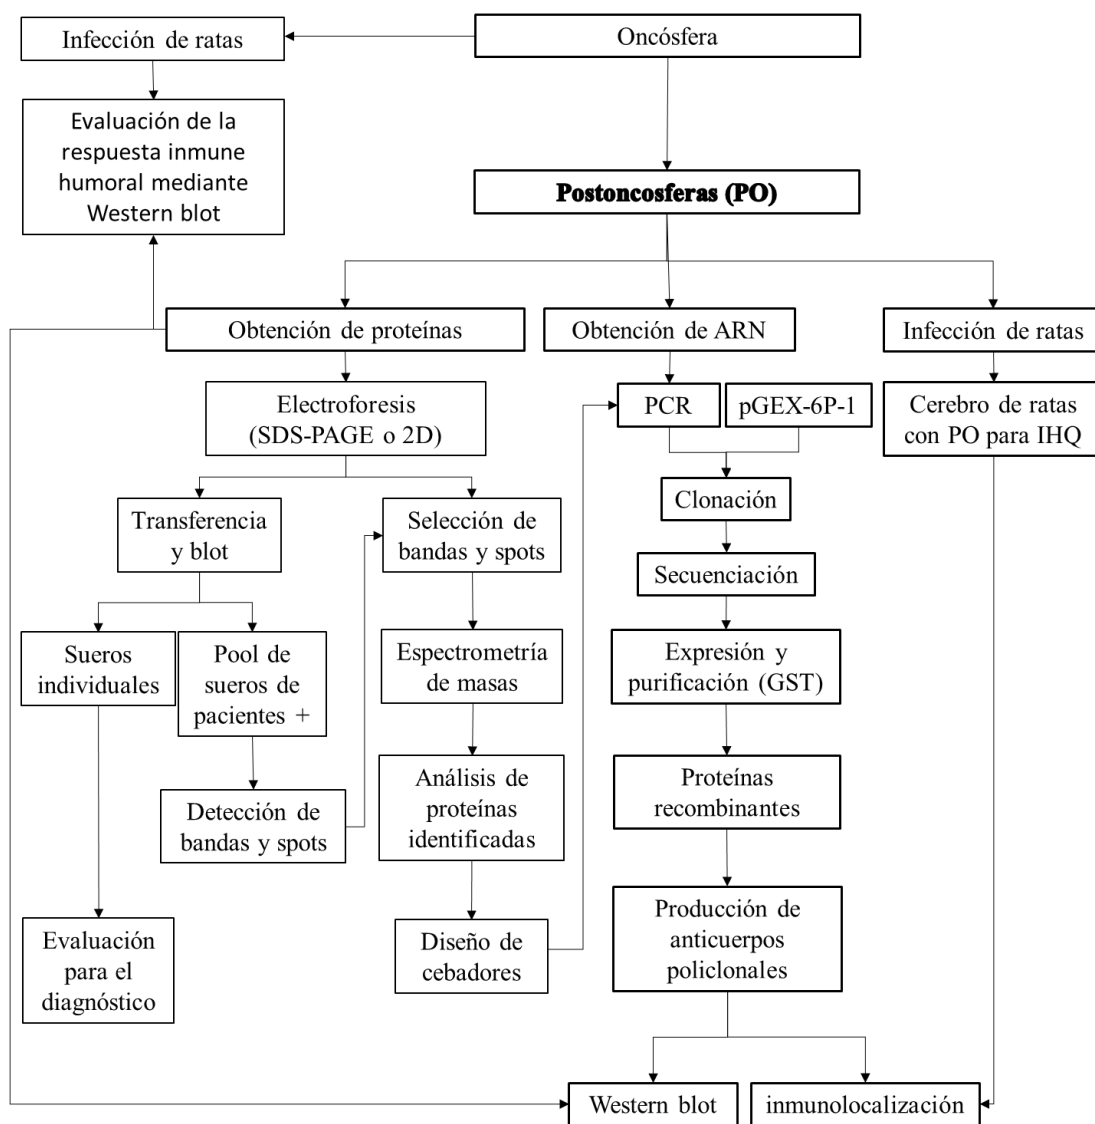 Infección de ratas
Oncósfera
Evaluación de la
respuesta inmune
humoral mediante
Western blot
Postoncosferas (PO)
Obtención de proteínas
Obtención de ARN
Infección de ratas
Electroforesis
(SDS-PAGE o 2D)
PCR
pGEX-6P-1
Cerebro de ratas
con PO para IHQ
Transferencia
y blot
Selección de
bandas y spots
Clonación
Secuenciación
Sueros
individuales
Pool de
sueros de
pacientes +
Espectrometría
de masas
Expresión y
purificación (GST)
Detección de
bandas y spots
Análisis de
proteínas
identificadas
Proteínas
recombinantes
Evaluación
para el
diagnóstico
Diseño de
cebadores
Producción de
anticuerpos
policlonales
Western blot
inmunolocalización